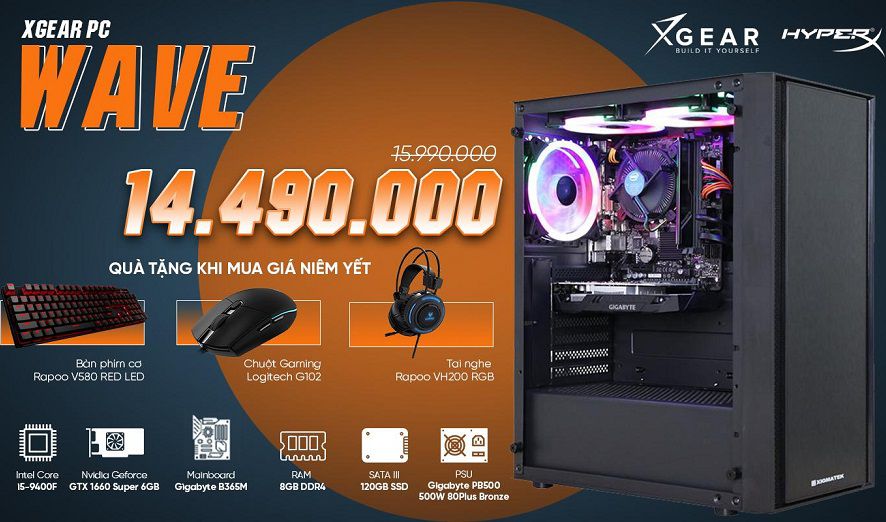 XGEAR PC
WAVE
XGEAR
BUILD IT YOURSELF
HYPERX
15.990.000
14.490.000
QUÀ TẶNG KHI MUA GIÁ NIÊM YẾT
Bàn phím cơ
Rapoo V580 RED LED
Chuột Gaming
Logitech G102
Tai nghe
Rapoo VH200 RGB
Intel Core
I5-9400F
Nvidia Geforce
GTX 1660 Super 6GB
Mainboard
Gigabyte B365M
RAM
8GB DDR4
SATA III
120GB SSD
PSU
Gigabyte PB500
500W 80Plus Bronze
intel
GIGABYTE
XIGMATEK